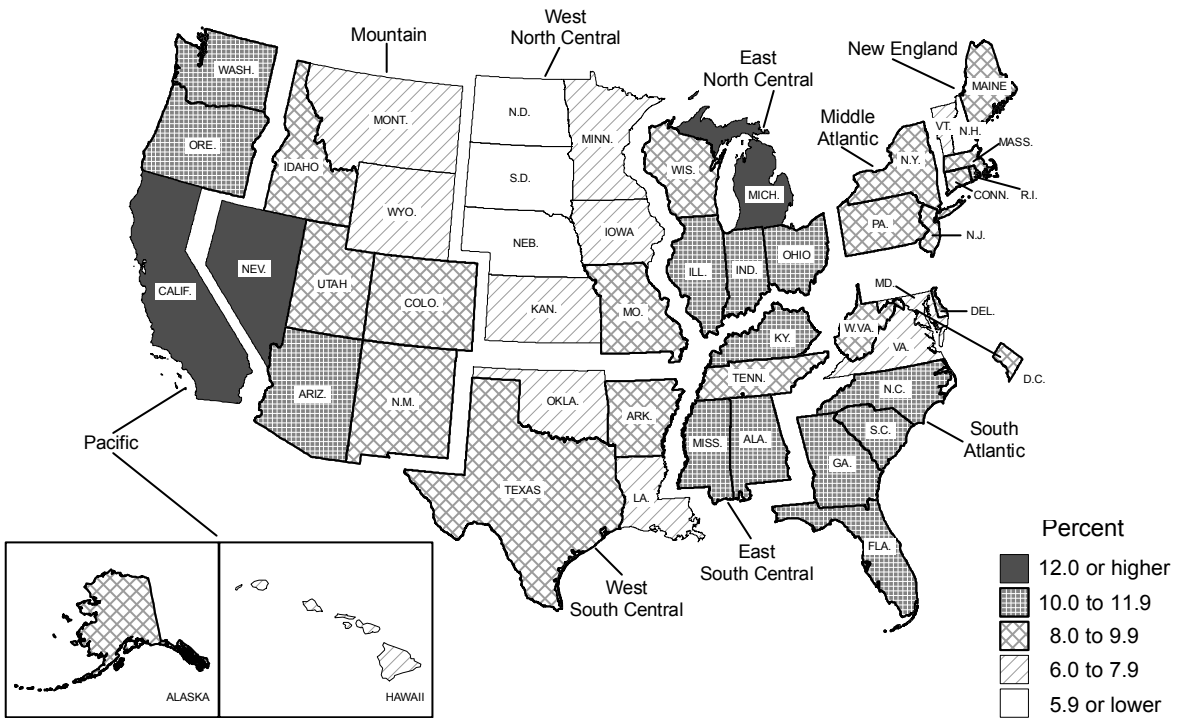 West
North Central
Mountain
East
North Central
New England
Middle
Atlantic
WASH.
ORE.
IDAHO
MONT.
WYO.
N.D.
S.D.
NEB.
MINN.
IOWA
WIS.
MICH.
MAINE
VT.
N.H.
MASS.
N.Y.
CONN.
R.I.
PA.
N.J.
CALIF.
NEV.
UTAH
COLO.
KAN.
MO.
ILL.
IND.
OHIO
MD.
DEL.
W.VA.
VA.
D.C.
KY.
TENN.
N.C.
S.C.
ARIZ.
N.M.
OKLA.
ARK.
MISS.
ALA.
GA.
South
Atlantic
Pacific
TEXAS
LA.
FLA.
East
South Central
West
South Central
ALASKA
HAWAII
Percent
12.0 or higher
10.0 to 11.9
8.0 to 9.9
6.0 to 7.9
5.9 or lower